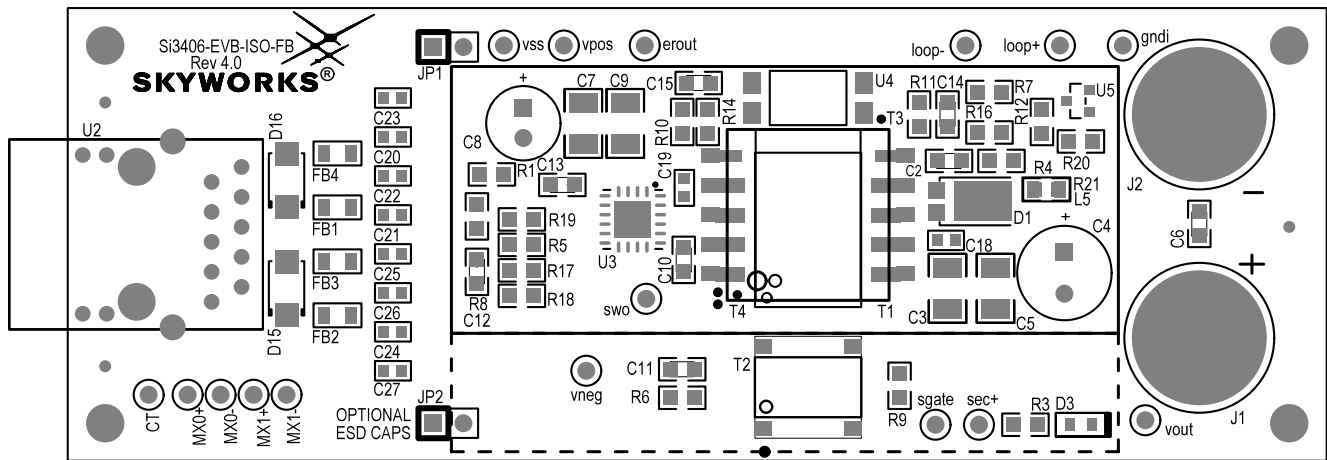 Si3406-EVB-ISO-FB
Rev 4.0
SKYWORKS®
JP1
vss
vpos
erout
loop-
loop+
gndi
U2
D16
FB4
FB1
FB3
FB2
D15
C23
C20
C22
C21
C25
C26
C24
C27
+
C8
C7
C9
C15
R10
R14
U4
T3
R11
C14
R7
R16
R12
U5
R20
R1
C13
C19
C2
R4
R21
L5
D1
J2
−
R19
R5
R17
R18
R8
C12
U3
C10
swo
T4
T1
C18
C3
C5
+
C4
C6
+
CT
MX0+
MX0-
MX1+
MX1-
OPTIONAL
ESD CAPS
JP2
vneg
C11
R6
T2
R9
sgate
sec+
R3
D3
vout
J1